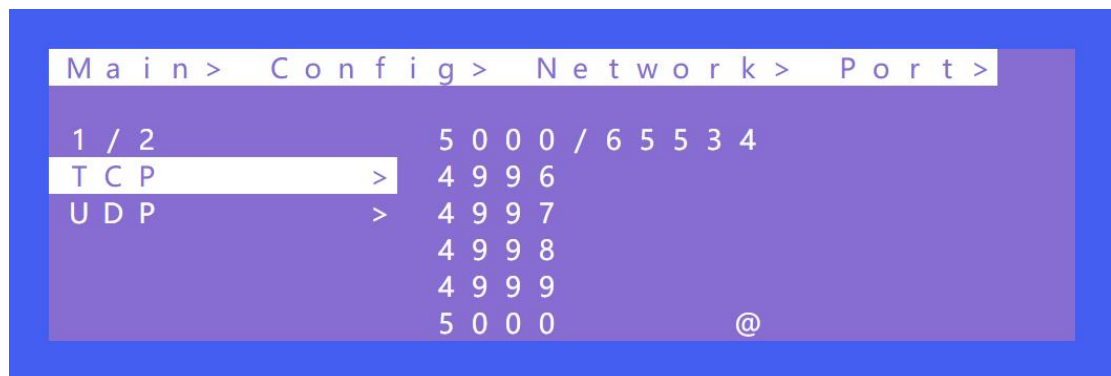 Main> Config> Network> Port>
1/2 5000/65534
TCP > 4996
UDP > 4997
4998
4999
5000 @